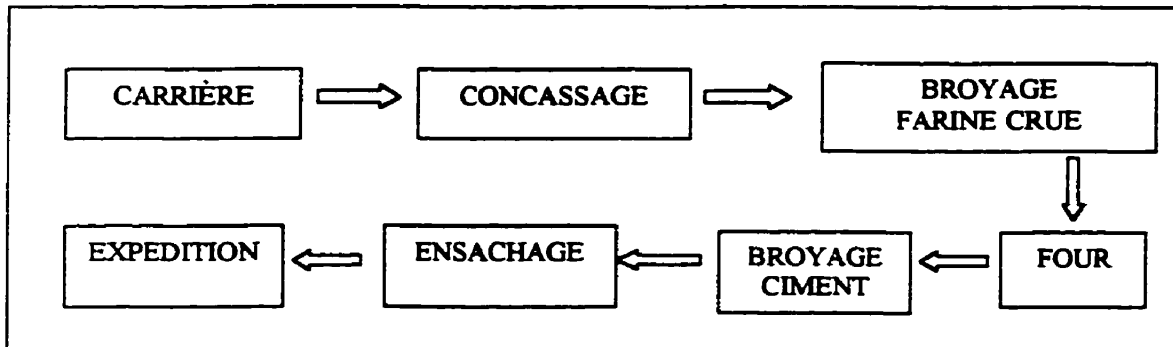 CARRIÈRE
CONCASSAGE
BROYAGE
FARINE CRUE
FOUR
BROYAGE
CIMENT
ENSACHAGE
EXPEDITION